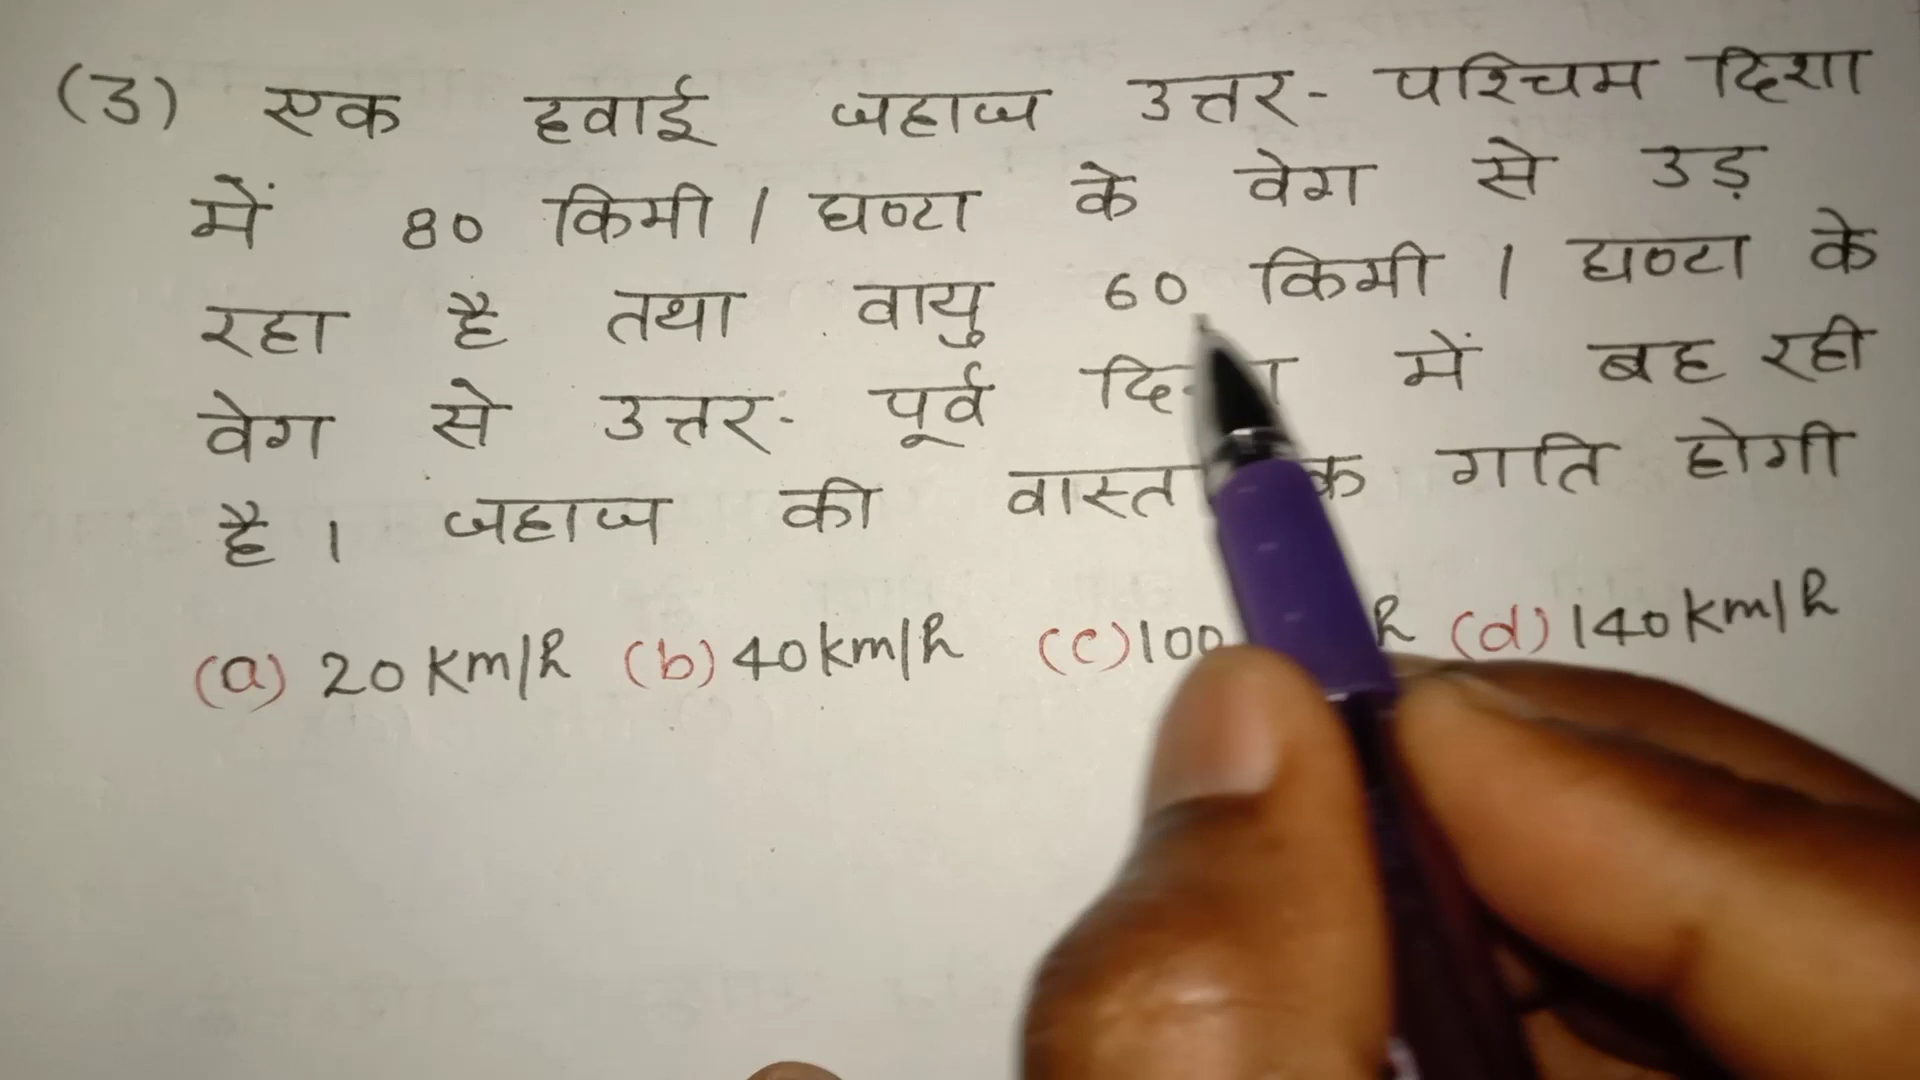 (3) एक हवाई जहाज उत्तर- पश्चिम दिशा
में 80 किमी / घण्टा के वेग से उड़
रहा है तथा वायु 60 किमी / घण्टा के
वेग से उत्तर- पूर्व में बह रही
है । जहाज की गति होगी
(a) 20 Km/h (b) 40 km/h (c) 100 (d) 140 km/h